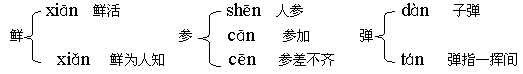 鲜
xiān 鲜活
xiǎn 鲜为人知
参
shēn 人参
cān 参加
cēn 参差不齐
弹
dàn 子弹
tán 弹指一挥间